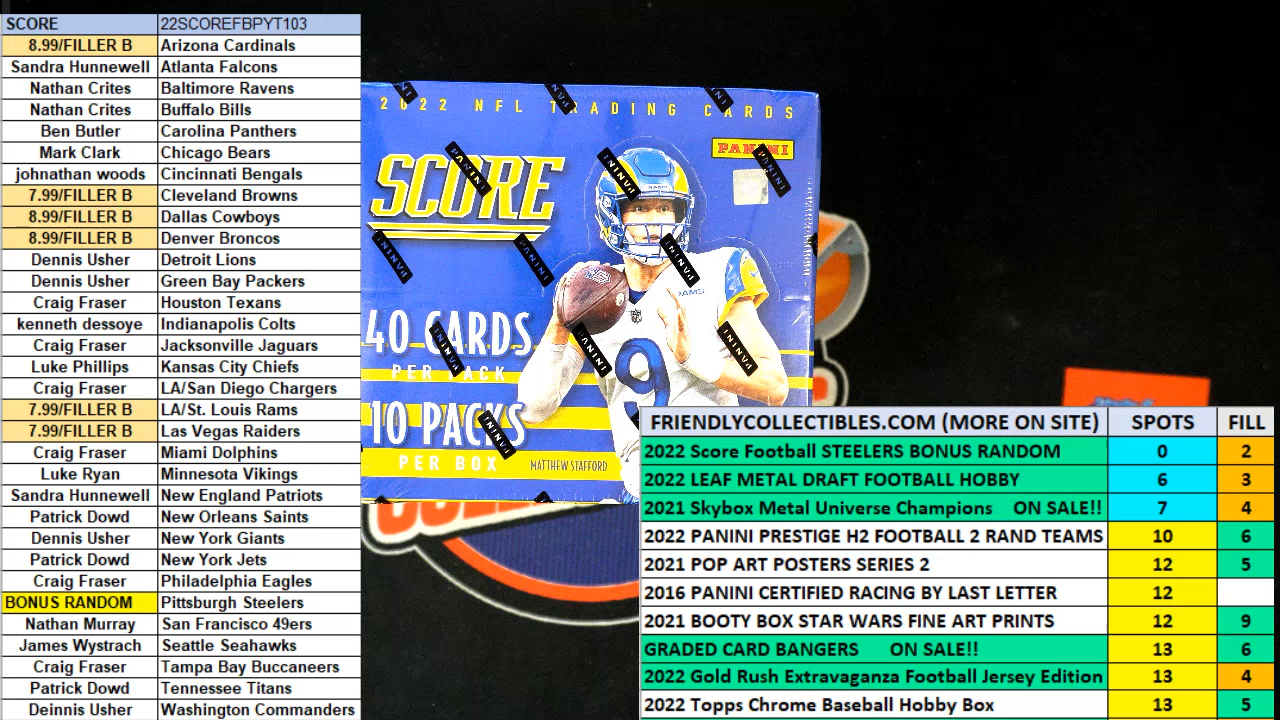 SCORE 22SCOREFBPYT103
8.99/FILLER B Arizona Cardinals
Sandra Hunnewell Atlanta Falcons
Nathan Crites Baltimore Ravens
Nathan Crites Buffalo Bills
Ben Butler Carolina Panthers
Mark Clark Chicago Bears
johnathan woods Cincinnati Bengals
7.99/FILLER B Cleveland Browns
8.99/FILLER B Dallas Cowboys
8.99/FILLER B Denver Broncos
Dennis Usher Detroit Lions
Dennis Usher Green Bay Packers
Craig Fraser Houston Texans
kenneth dessoye Indianapolis Colts
Craig Fraser Jacksonville Jaguars
Luke Phillips Kansas City Chiefs
Craig Fraser LA/San Diego Chargers
7.99/FILLER B LA/St. Louis Rams
7.99/FILLER B Las Vegas Raiders
Craig Fraser Miami Dolphins
Luke Ryan Minnesota Vikings
Sandra Hunnewell New England Patriots
Patrick Dowd New Orleans Saints
Dennis Usher New York Giants
Patrick Dowd New York Jets
Craig Fraser Philadelphia Eagles
BONUS RANDOM Pittsburgh Steelers
Nathan Murray San Francisco 49ers
James Wystrach Seattle Seahawks
Craig Fraser Tampa Bay Buccaneers
Patrick Dowd Tennessee Titans
Deinnis Usher Washington Commanders
2022 NFL TRADING CARDS
PANINI
SCORE
RAMS
9
40 CARDS
PER PACK
10 PACKS
PER BOX
MATTHEW STAFFORD
FRIENDLYCOLLECTIBLES.COM (MORE ON SITE) SPOTS FILL
2022 Score Football STEELERS BONUS RANDOM 0 2
2022 LEAF METAL DRAFT FOOTBALL HOBBY 6 3
2021 Skybox Metal Universe Champions ON SALE!! 7 4
2022 PANINI PRESTIGE H2 FOOTBALL 2 RAND TEAMS 10 6
2021 POP ART POSTERS SERIES 2 12 5
2016 PANINI CERTIFIED RACING BY LAST LETTER 12
2021 BOOTY BOX STAR WARS FINE ART PRINTS 12 9
GRADED CARD BANGERS ON SALE!! 13 6
2022 Gold Rush Extravaganza Football Jersey Edition 13 4
2022 Topps Chrome Baseball Hobby Box 13 5